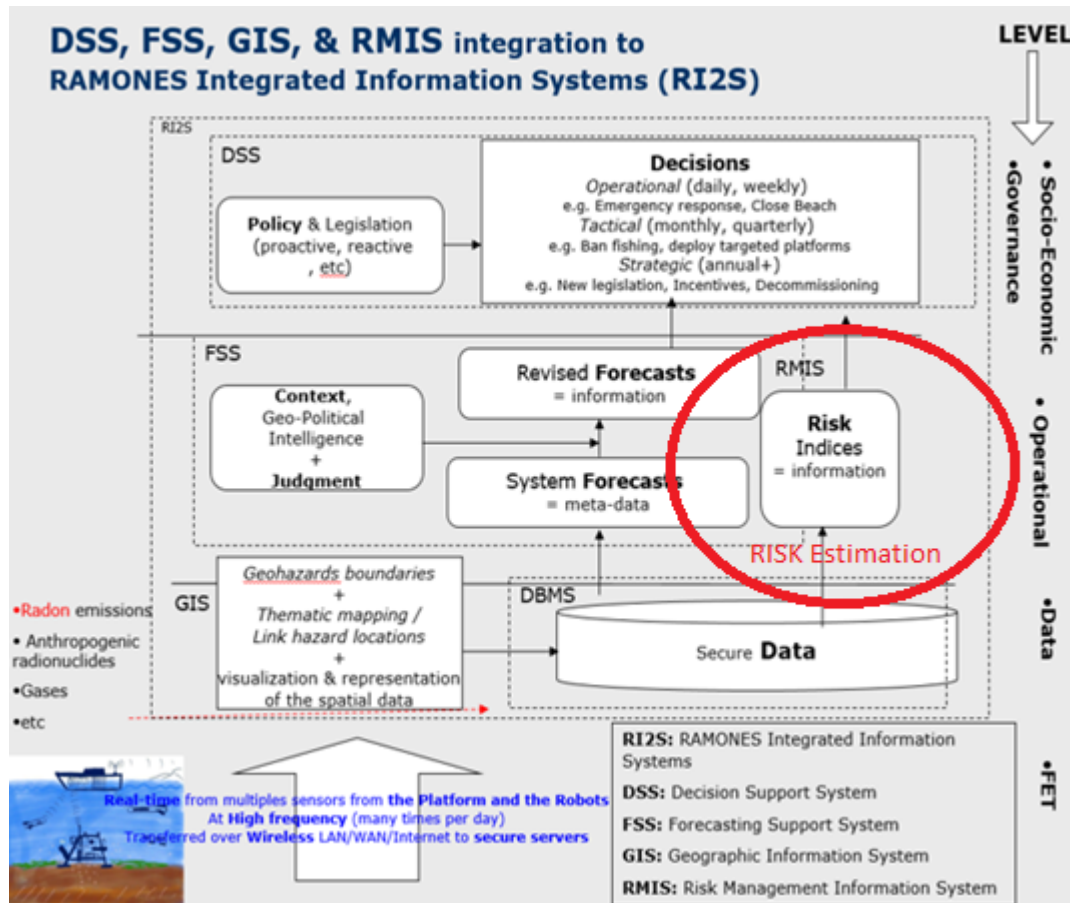 DSS, FSS, GIS, & RMIS integration to
RAMONES Integrated Information Systems (RI2S)
LEVEL
RI2S
DSS
Policy & Legislation
(proactive, reactive
, etc)
Decisions
Operational (daily, weekly)
e.g. Emergency response, Close Beach
Tactical (monthly, quarterly)
e.g. Ban fishing, deploy targeted platforms
Strategic (annual+)
e.g. New legislation, Incentives, Decommissioning
•Socio-Economic
•Governance
FSS
Context,
Geo-Political
Intelligence
+
Judgment
Revised Forecasts
= information
System Forecasts
= meta-data
RMIS
Risk
Indices
= information
RISK Estimation
•Operational
GIS
Geohazards boundaries
+
Thematic mapping /
Link hazard locations
+
visualization & representation
of the spatial data
DBMS
Secure Data
•Data
•Radon emissions
•Anthropogenic
radionuclides
•Gases
•etc
Real-time from multiple sensors from the Platform and the Robots
At High frequency (many times per day)
Transferred over Wireless LAN/WAN/Internet to secure servers
RI2S: RAMONES Integrated Information
Systems
DSS: Decision Support System
FSS: Forecasting Support System
GIS: Geographic Information System
RMIS: Risk Management Information System
•FET